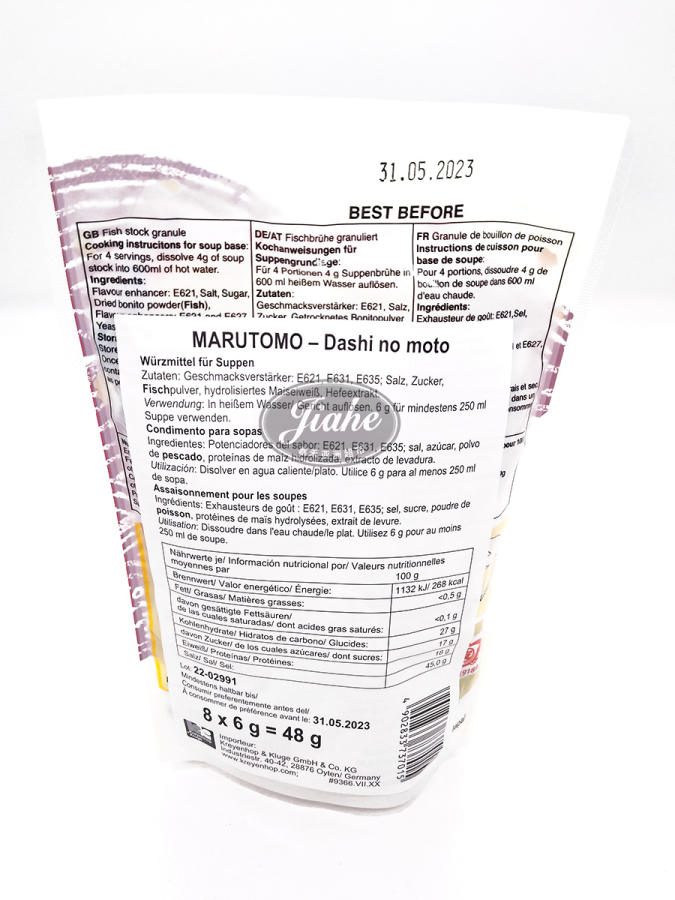 31.05.2023
BEST BEFORE
GB Fish stock granule
Cooking instrucitons for soup base:
For 4 servings, dissolve 4g of soup
stock into 600ml of hot water.
Ingredients:
Flavour enhancer: E621, Salt, Sugar,
Dried bonito powder(Fish),
DE/AT Fischbrühe granuliert
Kochanweisungen für
Für 4 Portionen 4 g Suppenbrühe in
600 ml heißem Wasser auflösen.
Zutaten:
Geschmacksverstärker: E621, Salz,
Zucker, Getrocknetes Bonitopulver
FR Granule de bouillon de poisson
Instructions de cuisson pour
base de soupe:
Pour 4 portions, dissoudre 4 g de
de soupe dans 600 ml
d'eau chaude.
Ingrédients:
Exhausteur de goût: E621,Sel,
et E627,
MARUTOMO – Dashi no moto
Würzmittel für Suppen
Zutaten: Geschmacksverstärker: E621, E631, E635; Salz, Zucker,
Fischpulver, hydrolisiertes Maiseiweiß, Hefeextrakt.
Verwendung: In heißem Wasser/ Gericht auflösen. 6 g für mindestens 250 ml
Suppe verwenden.
Jiahe
Condimento para sopas
Ingredientes: Potenciadores del sabor: E621, E631, E635; sal, azúcar, polvo
de pescado, proteínas de maíz hidrolizada, extracto de levadura.
Utilización: Disolver en agua caliente/plato. Utilice 6 g para al menos 250 ml
de sopa.
Assaisonnement pour les soupes
Ingrédients: Exhausteurs de goût : E621, E631, E635; sel, sucre, poudre de
poisson, protéines de maïs hydrolysées, extrait de levure.
Utilisation: Dissoudre dans l'eau chaude/le plat. Utilisez 6 g pour au moins
250 ml de soupe.
Nährwerte je/ Información nutricional por/ Valeurs nutritionnelles
moyennes par 100 g
Brennwert/ Valor energético/ Énergie: 1132 kJ/ 268 kcal
Fett/ Grasas/ Matières grasses: <0,5 g
davon gesättigte Fettsäuren/
de las cuales saturadas/ dont acides gras saturés: <0,1 g
Kohlenhydrate/ Hidratos de carbono/ Glucides: 27 g
davon Zucker/ de los cuales azúcares/ dont sucres: 17 g
Eiweiß/ Proteínas/ Protéines: 16 g
Salz/ Sal/ Sel: 45,0 g
Lot: 22-02991
Mindestens haltbar bis/
Consumir preferentemente antes del/
A consommer de préférence avant le: 31.05.2023
8 x 6 g = 48 g
Importeur:
Kreyenhop & Kluge GmbH & Co. KG
Industriestr. 40-42, 28876 Oyten/ Germany
www.kreyenhop.com; #9366.VII.XX
4 902823 737015